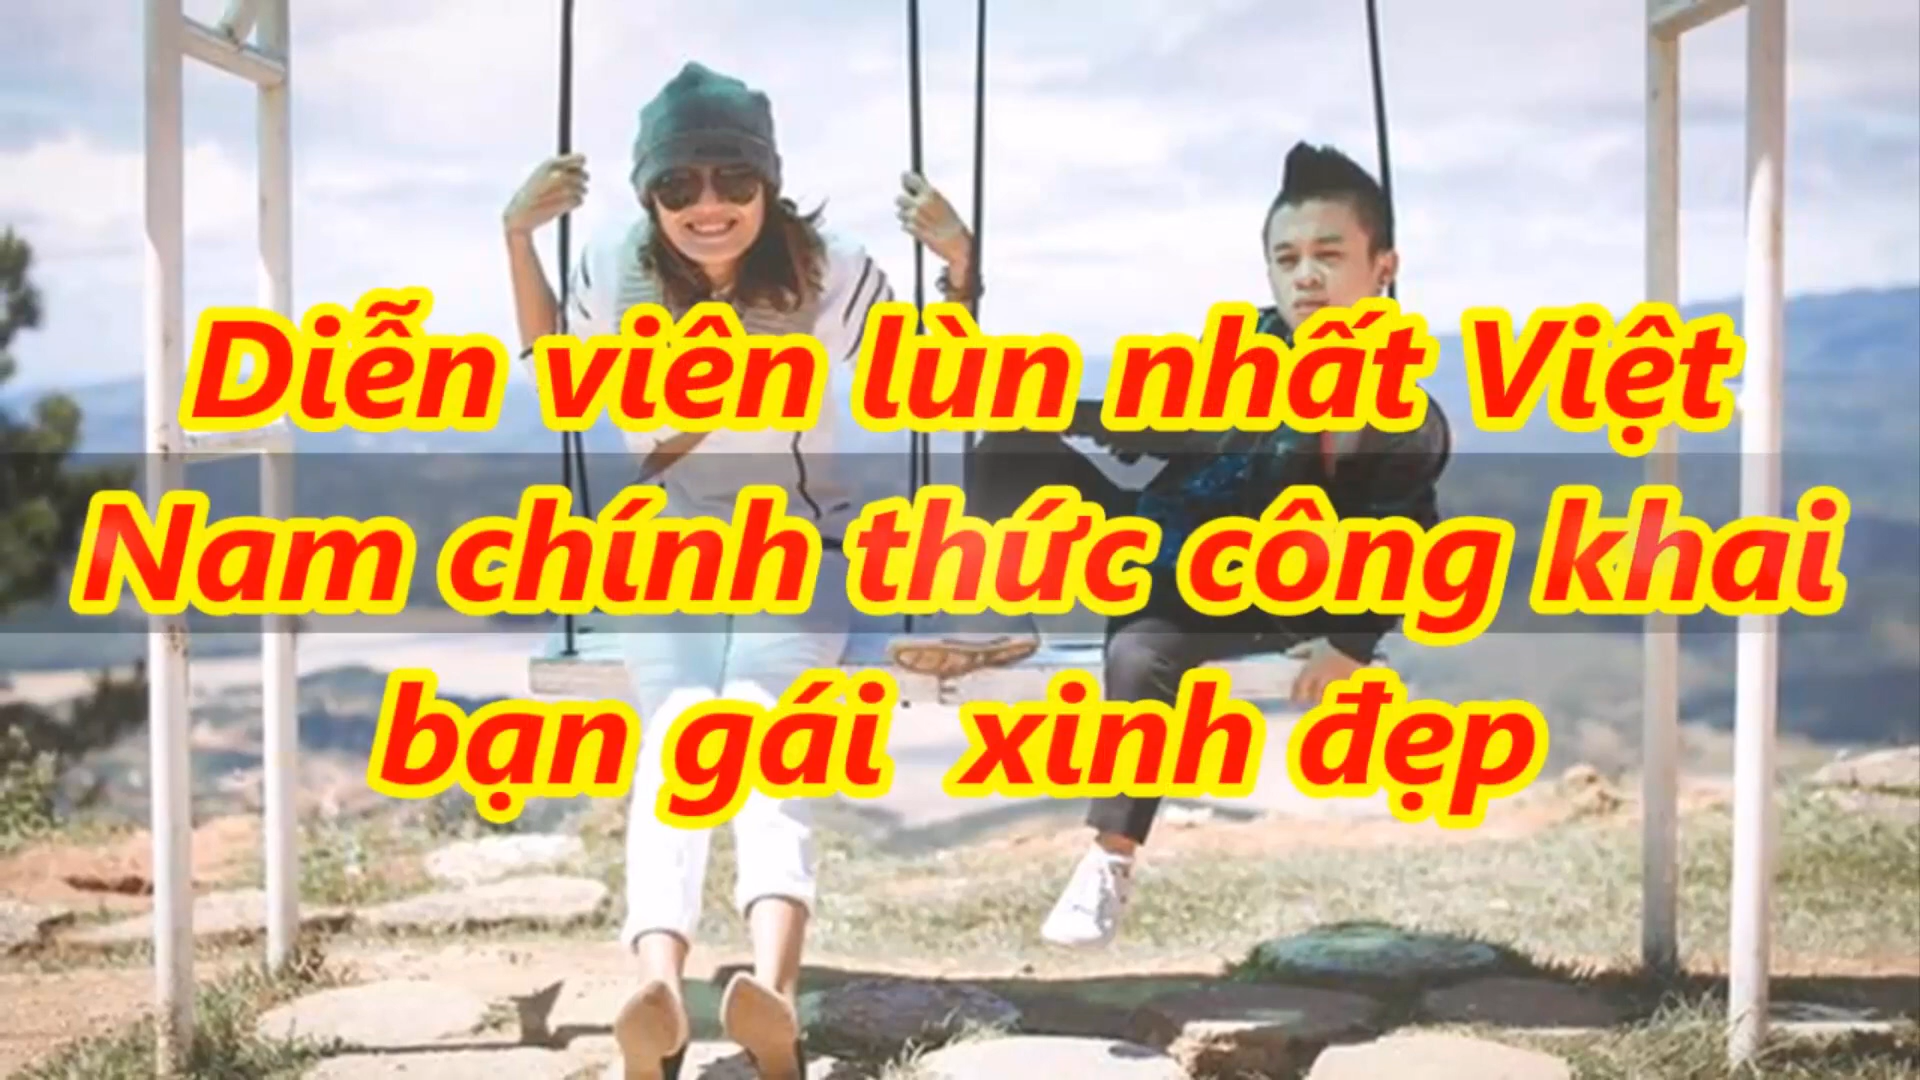 Diễn viên lùn nhất Việt
Nam chính thức công khai
bạn gái xinh đẹp